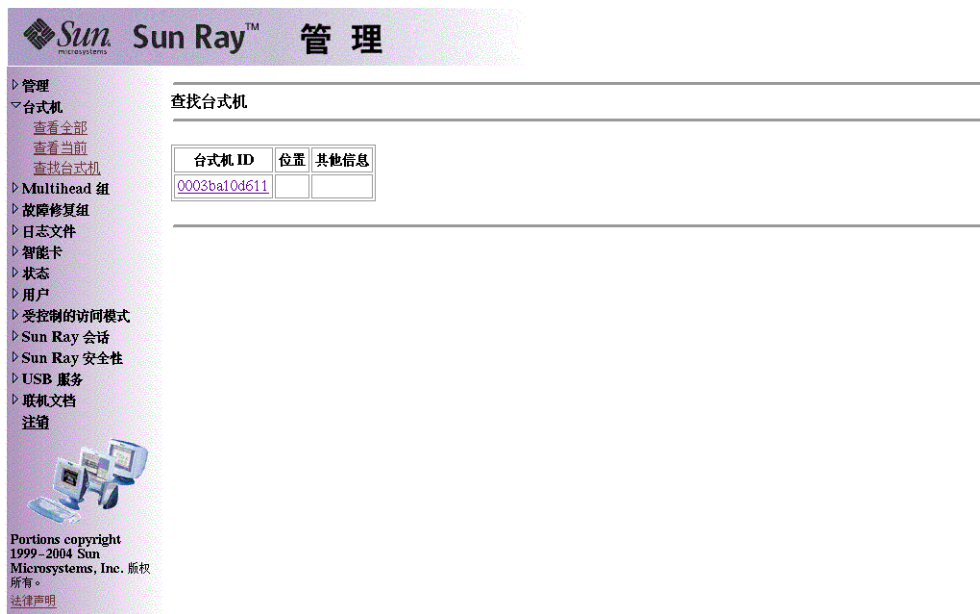 Sun microsystems Sun Ray™ 管 理
管理
台式机
查看全部
查看当前
查找台式机
Multihead 组
故障修复组
日志文件
智能卡
状态
用户
受控制的访问模式
Sun Ray 会话
Sun Ray 安全性
USB 服务
联机文档
注销
Portions copyright
1999-2004 Sun
Microsystems, Inc. 版权
所有。
法律声明
查找台式机
台式机 ID 位置 其他信息
0003ba10d611